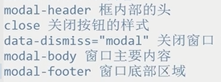 modal-header 框内部的头
close 关闭按钮的样式
data-dismiss="modal" 关闭窗口
modal-body 窗口主要内容
modal-footer 窗口底部区域